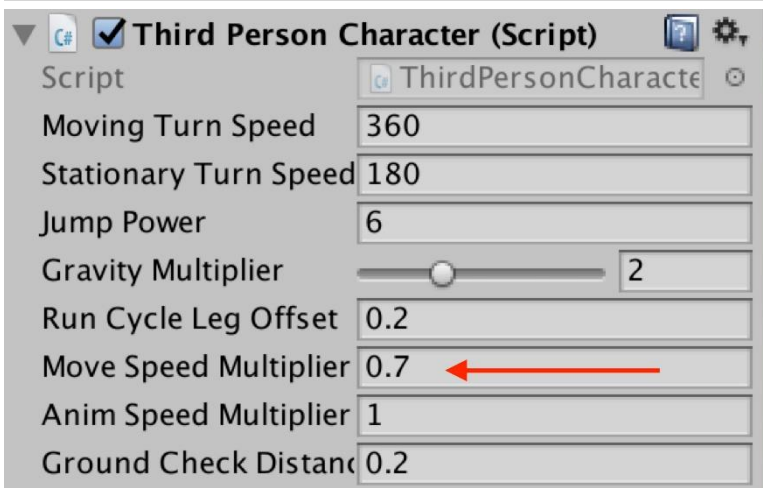 Third Person Character (Script)
Script ThirdPersonCharacte
Moving Turn Speed 360
Stationary Turn Speed 180
Jump Power 6
Gravity Multiplier 2
Run Cycle Leg Offset 0.2
Move Speed Multiplier 0.7
Anim Speed Multiplier 1
Ground Check Distan 0.2